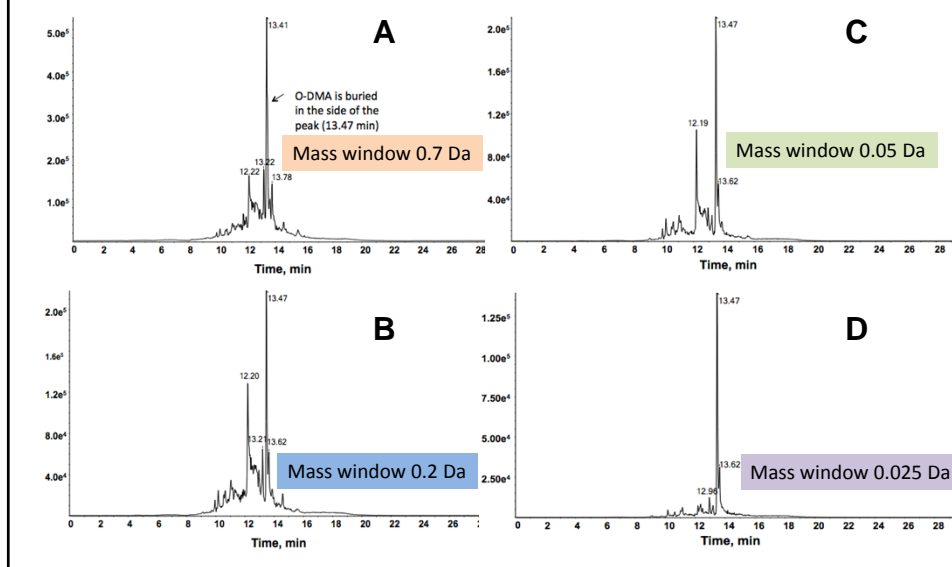 A
5.0e⁵
4.0e⁵
3.0e⁵
2.0e⁵
1.0e⁵
13.41
O-DMA is buried
in the side of the
peak (13.47 min)
Mass window 0.7 Da
13.22
12.22
13.78
0 2 4 6 8 10 12 14 16 18 20 22 24 26 28
Time, min
C
2.0e⁵
1.6e⁵
1.2e⁵
8.0e⁴
4.0e⁴
13.47
12.19
Mass window 0.05 Da
13.62
0 2 4 6 8 10 12 14 16 18 20 22 24 26 28
Time, min
B
2.0e⁵
1.6e⁵
1.2e⁵
8.0e⁴
4.0e⁴
13.47
12.20
13.21
13.62
Mass window 0.2 Da
0 2 4 6 8 10 12 14 16 18 20 22 24 26
Time, min
D
1.25e⁵
1.00e⁵
7.50e⁴
5.00e⁴
2.50e⁴
13.47
13.62
Mass window 0.025 Da
0 2 4 6 8 10 12 14 16 18 20 22 24 26 28
Time, min